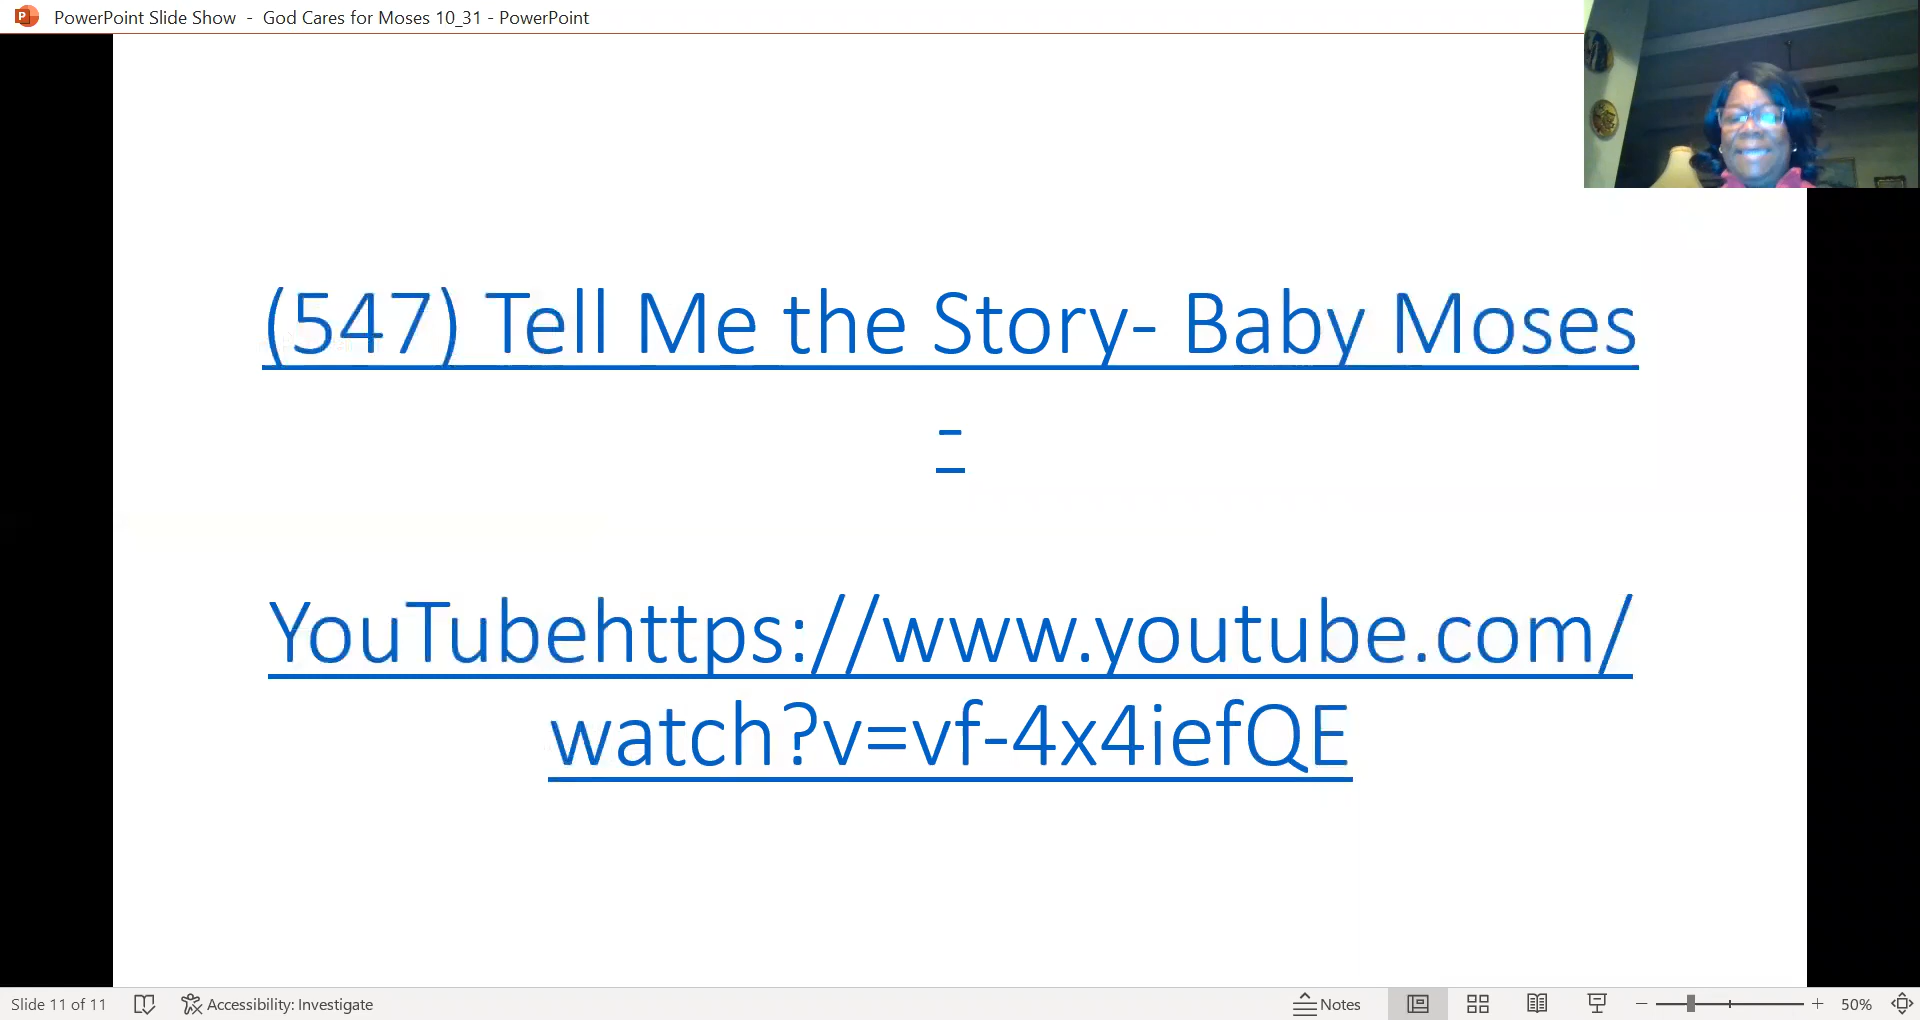 PowerPoint Slide Show - God Cares for Moses 10_31 - PowerPoint
(547) Tell Me the Story- Baby Moses
-
YouTubehttps://www.youtube.com/
watch?v=vf-4x4iefQE
Slide 11 of 11 Accessibility: Investigate Notes 50%